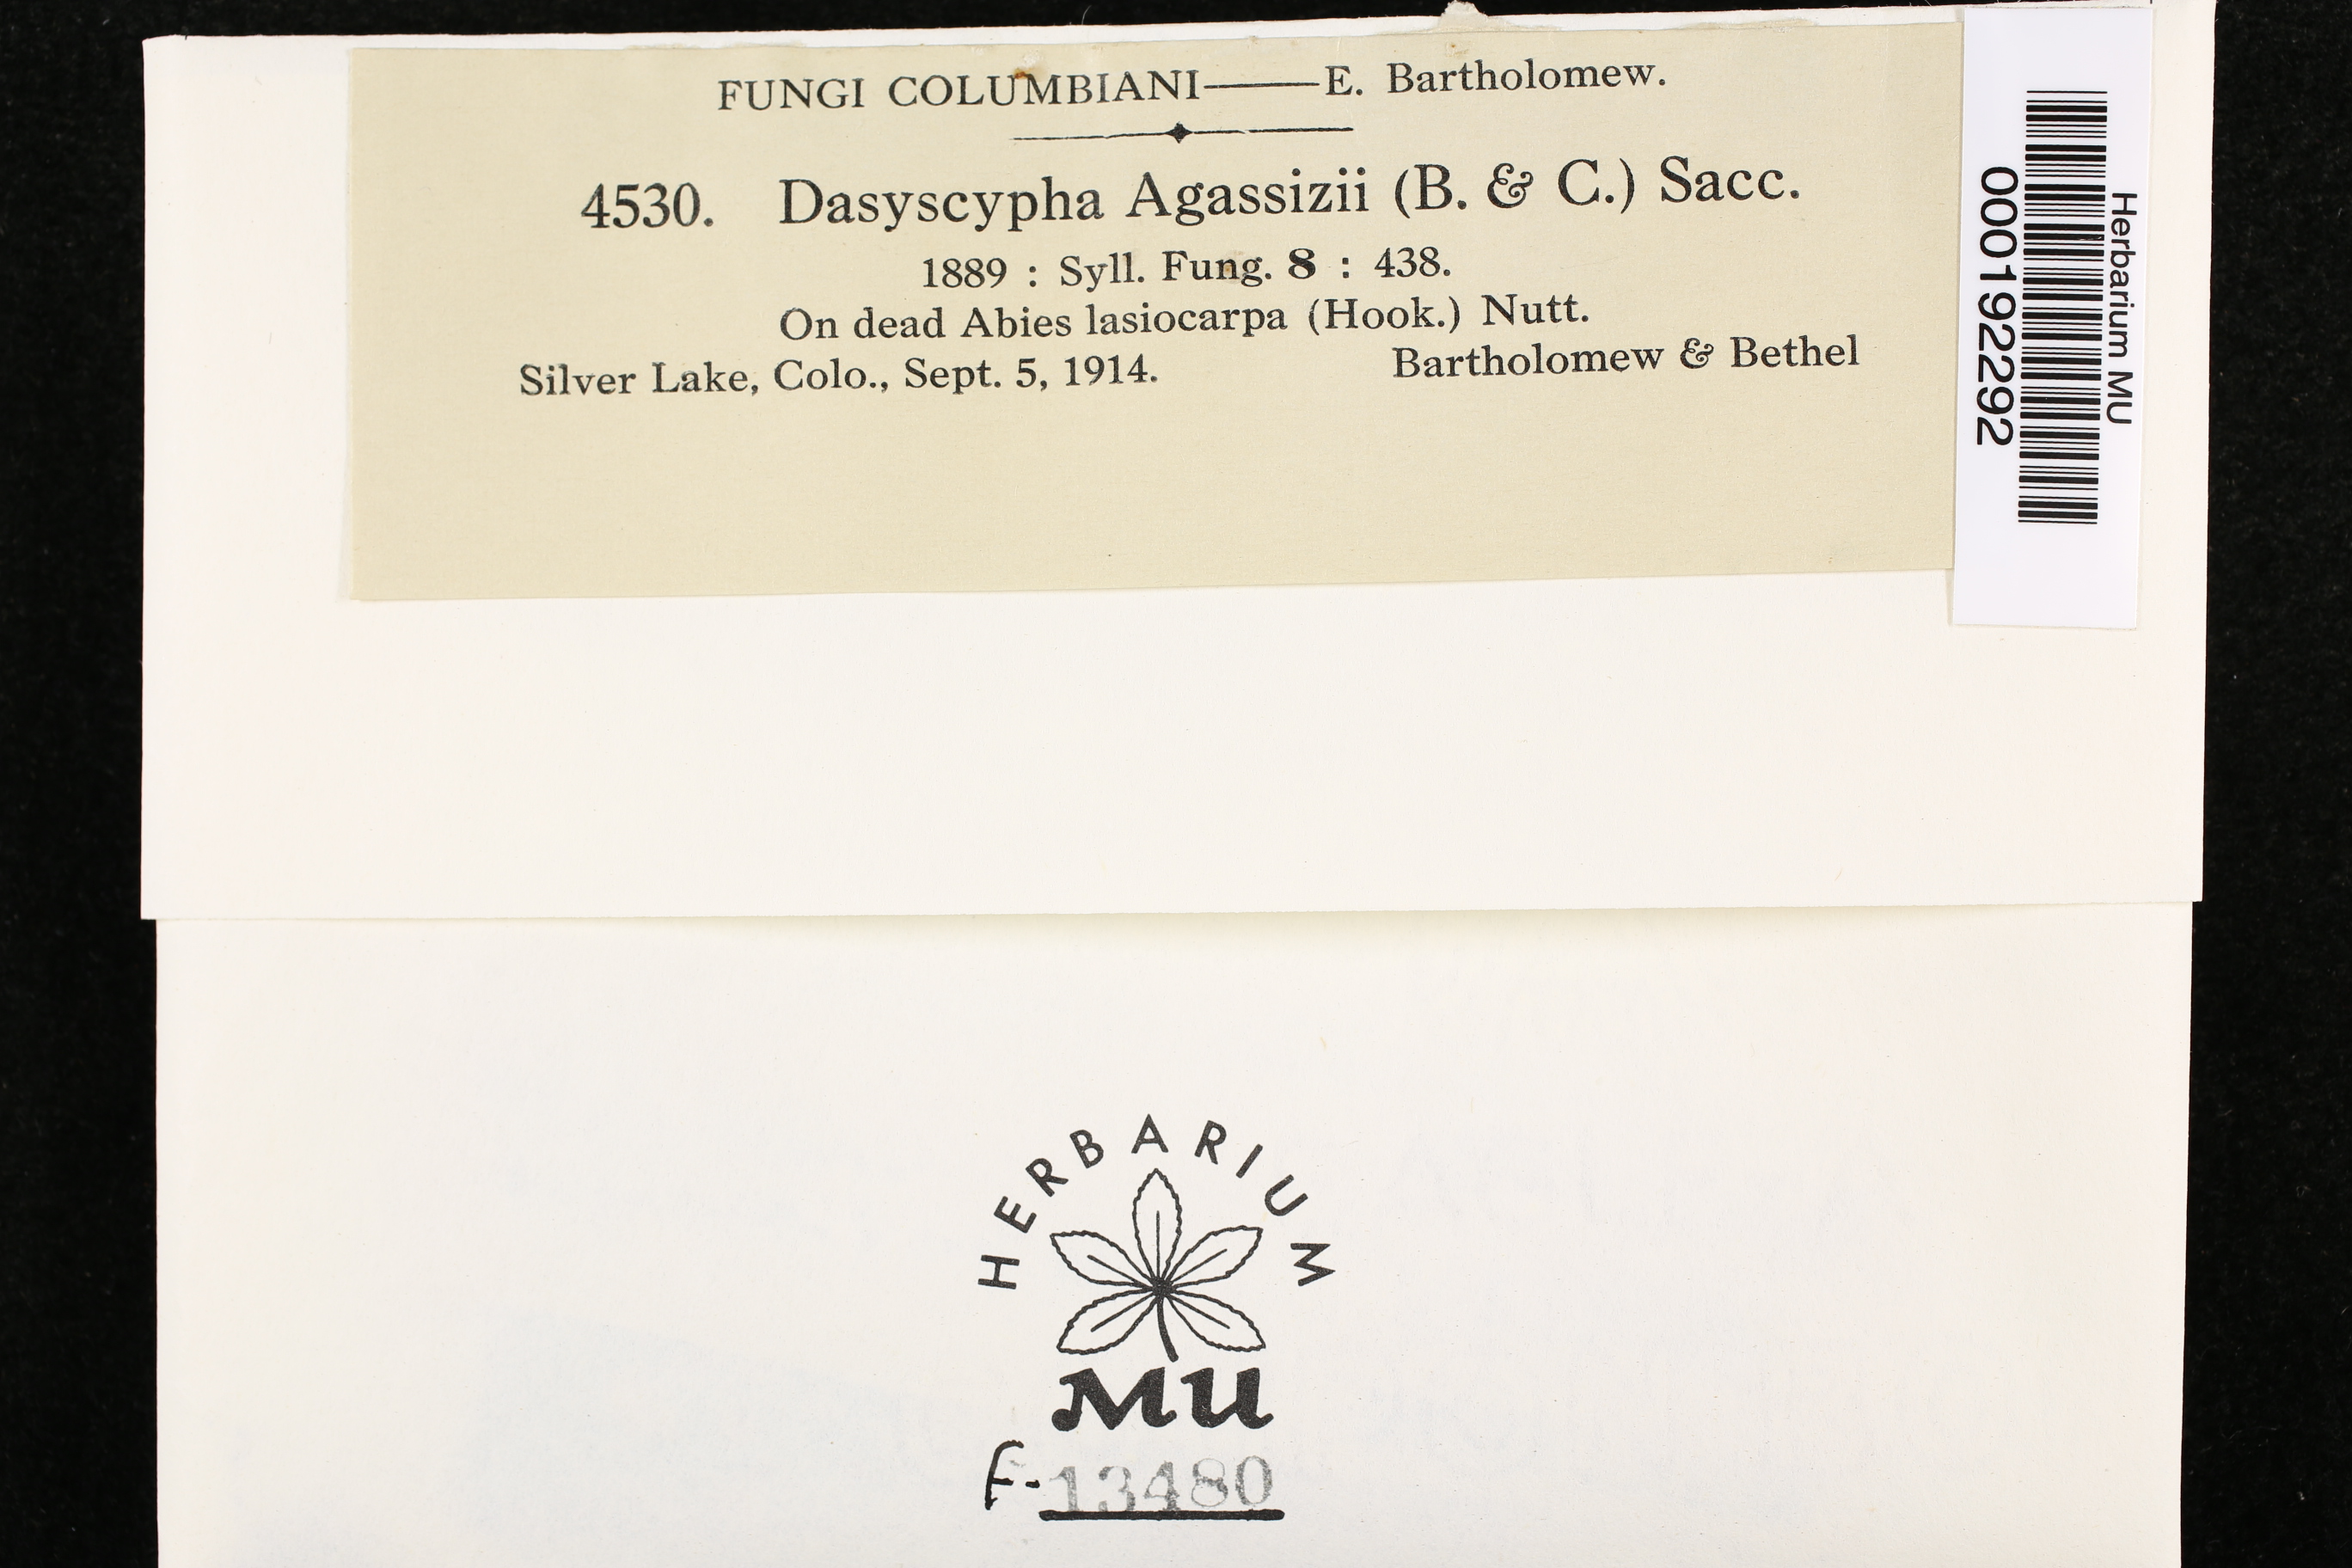 FUNGI COLUMBIANI——E. Bartholomew.
4530. Dasyscypha Agassizii (B. & C.) Sacc.
1889 : Syll. Fung. 8 : 438.
On dead Abies lasiocarpa (Hook.) Nutt.
Silver Lake, Colo., Sept. 5, 1914. Bartholomew & Bethel
Herbarium MU
000192292
HERBARIUM
MU
F-13480